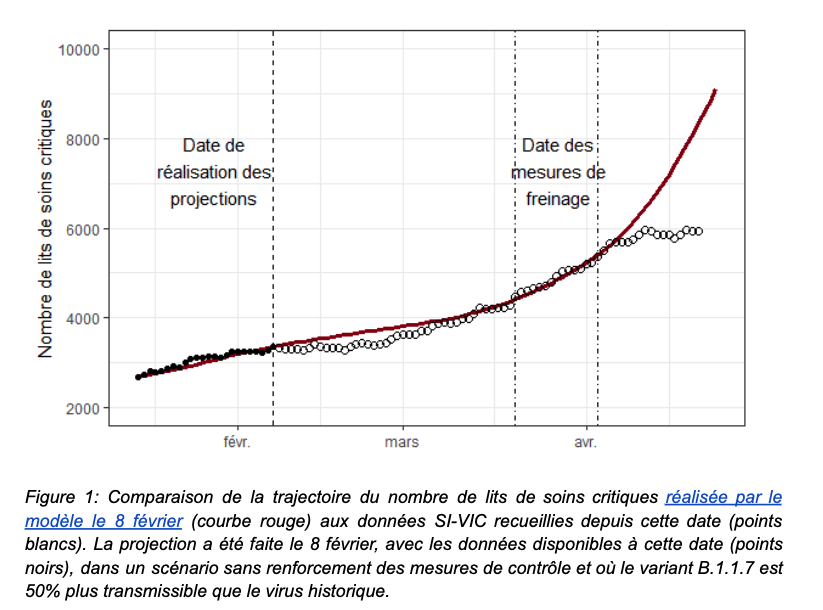 10000
8000
6000
4000
2000
Nombre de lits de soins critiques
Date de
réalisation des
projections
Date des
mesures de
freinage
févr.
mars
avr.
Figure 1: Comparaison de la trajectoire du nombre de lits de soins critiques réalisée par le
modèle le 8 février (courbe rouge) aux données SI-VIC recueillies depuis cette date (points
blancs). La projection a été faite le 8 février, avec les données disponibles à cette date (points
noirs), dans un scénario sans renforcement des mesures de contrôle et où le variant B.1.1.7 est
50% plus transmissible que le virus historique.